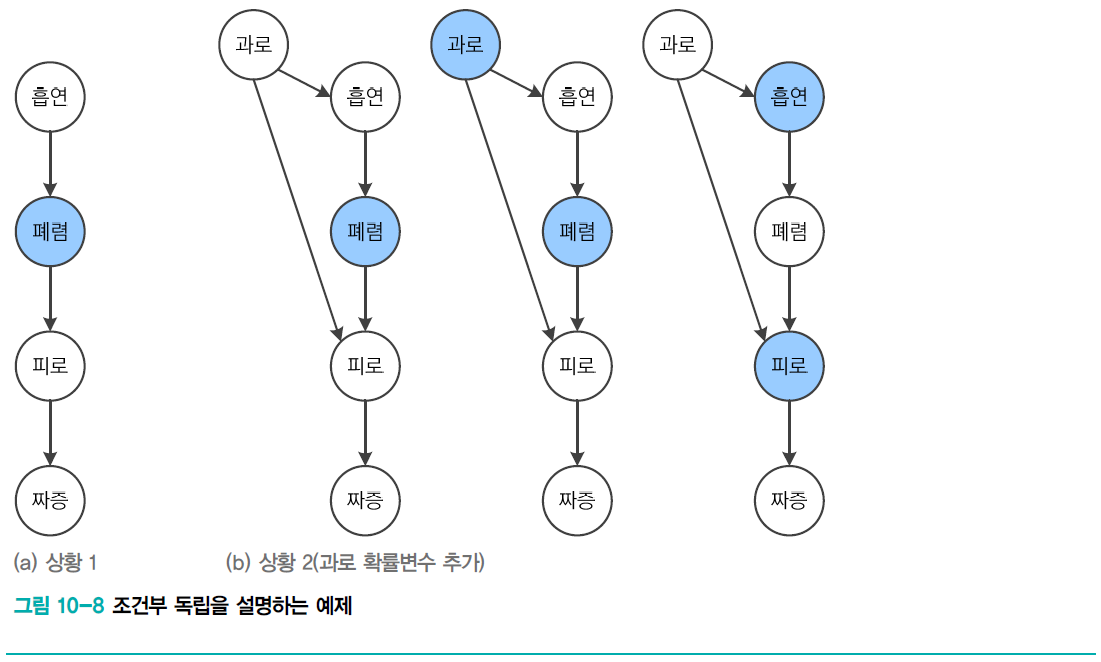 흡연
폐렴
피로
짜증
(a) 상황 1
과로
흡연
폐렴
피로
짜증
과로
흡연
폐렴
피로
짜증
과로
흡연
폐렴
피로
짜증
(b) 상황 2(과로 확률변수 추가)
그림 10-8 조건부 독립을 설명하는 예제